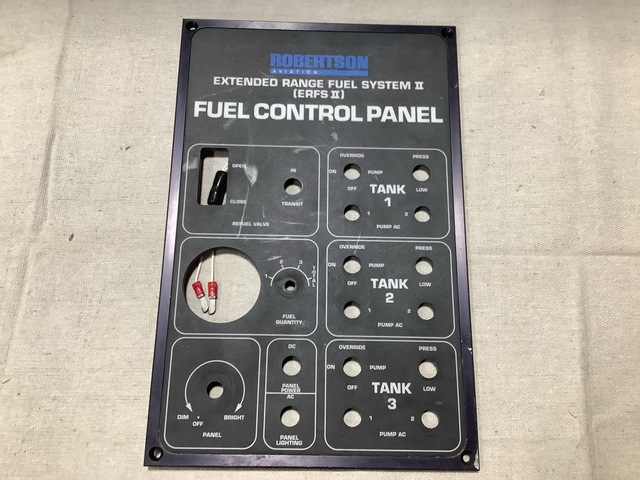 ROBERTSON
AVIATION
EXTENDED RANGE FUEL SYSTEM II
(ERFS II)
FUEL CONTROL PANEL
OPEN
CLOSE
REFUEL VALVE
IN
TRANSIT
OVERRIDE
PRESS
ON
PUMP
OFF
LOW
TANK
1
1
2
PUMP AC
1
2
3
TOTAL
FUEL
QUANTITY
OVERRIDE
PRESS
ON
PUMP
OFF
LOW
TANK
2
1
2
PUMP AC
DIM
OFF
BRIGHT
PANEL
DC
PANEL
POWER
AC
PANEL
LIGHTING
OVERRIDE
PRESS
ON
PUMP
OFF
LOW
TANK
3
1
2
PUMP AC